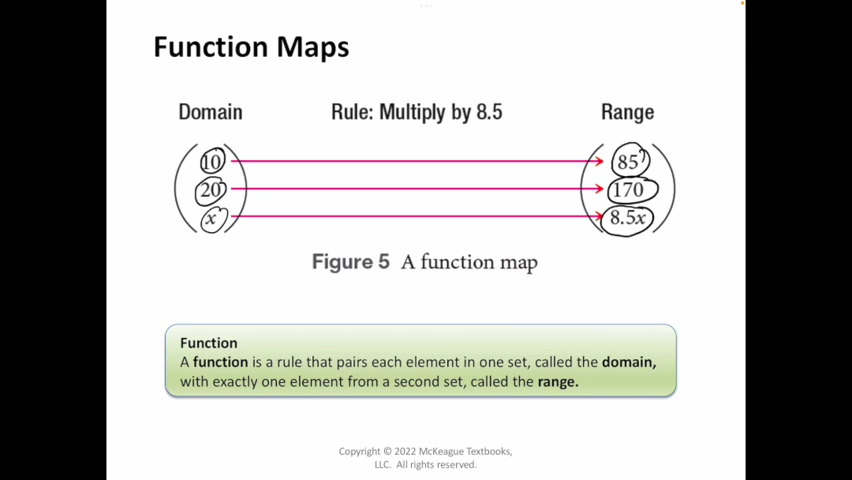 Function Maps
Domain Rule: Multiply by 8.5 Range
10 85
20 170
x 8.5x
Figure 5 A function map
Function
A function is a rule that pairs each element in one set, called the domain,
with exactly one element from a second set, called the range.
Copyright © 2022 McKeague Textbooks,
LLC. All rights reserved.